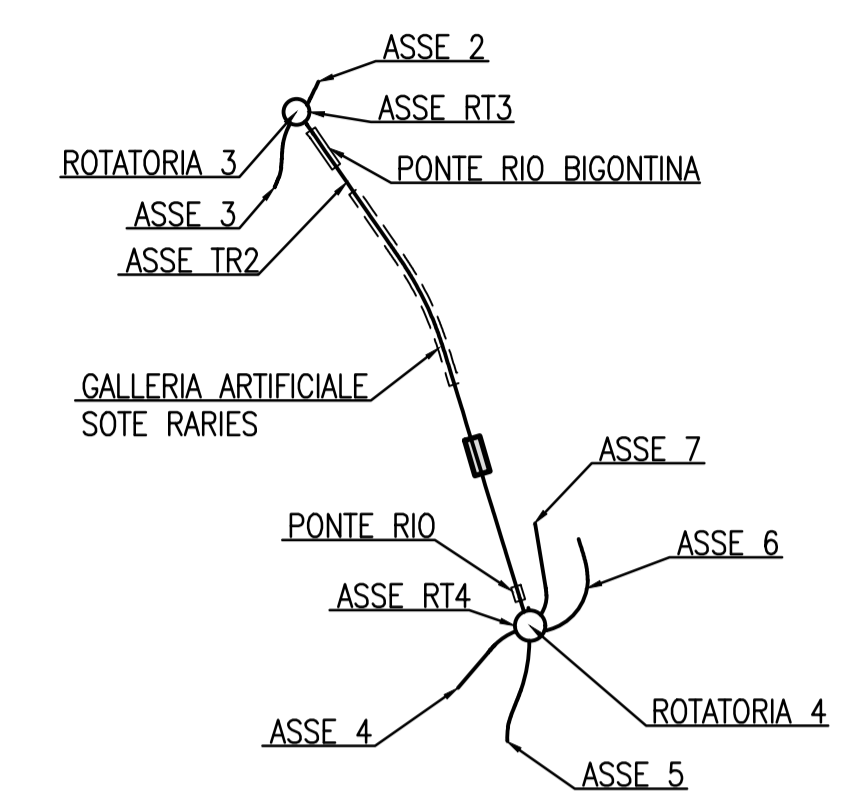 ASSE 2
ASSE RT3
ROTATORIA 3
PONTE RIO BIGONTINA
ASSE 3
ASSE TR2
GALLERIA ARTIFICIALE
SOTE RARIES
ASSE 7
PONTE RIO
ASSE 6
ASSE RT4
ROTATORIA 4
ASSE 4
ASSE 5